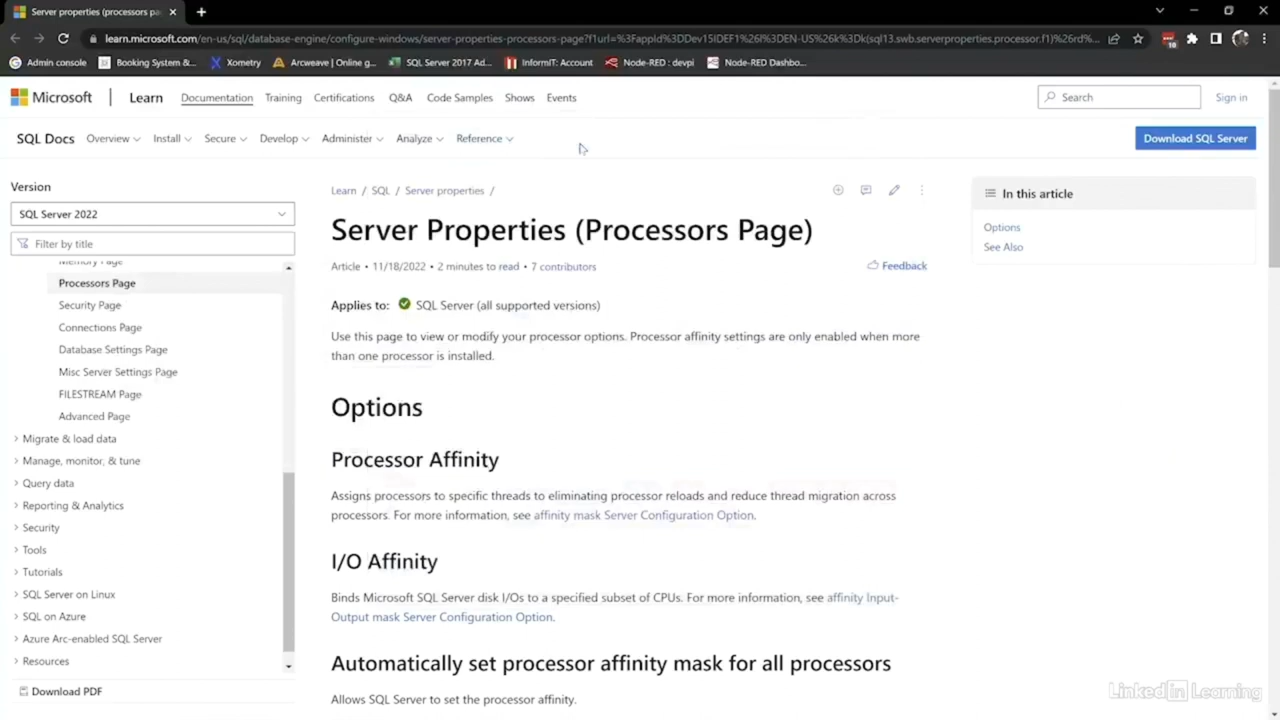 Server properties (processors pa
learn.microsoft.com/en-us/sql/database-engine/configure-windows/server-properties-processors-page?f1url=%3FappId%3DDev15IDEF1%26l%3DEN-US%26k%3Dk(sql13.swb.serverproperties.processor.f1)%26rd%...
Admin console
Booking System &...
Xometry
Arcweave | Online g...
SQL Server 2017 Ad...
InformIT: Account
Node-RED : devpi
Node-RED Dashbo...
Microsoft
Learn
Documentation
Training
Certifications
Q&A
Code Samples
Shows
Events
Search
Sign in
SQL Docs
Overview
Install
Secure
Develop
Administer
Analyze
Reference
Download SQL Server
Version
SQL Server 2022
Filter by title
Memory Page
Processors Page
Security Page
Connections Page
Database Settings Page
Misc Server Settings Page
FILESTREAM Page
Advanced Page
Migrate & load data
Manage, monitor, & tune
Query data
Reporting & Analytics
Security
Tools
Tutorials
SQL Server on Linux
SQL on Azure
Azure Arc-enabled SQL Server
Resources
Download PDF
Learn / SQL / Server properties /
Server Properties (Processors Page)
Article • 11/18/2022 • 2 minutes to read • 7 contributors
Feedback
Applies to: SQL Server (all supported versions)
Use this page to view or modify your processor options. Processor affinity settings are only enabled when more
than one processor is installed.
Options
Processor Affinity
Assigns processors to specific threads to eliminating processor reloads and reduce thread migration across
processors. For more information, see affinity mask Server Configuration Option.
I/O Affinity
Binds Microsoft SQL Server disk I/Os to a specified subset of CPUs. For more information, see affinity Input-
Output mask Server Configuration Option.
Automatically set processor affinity mask for all processors
Allows SQL Server to set the processor affinity.
In this article
Options
See Also
LinkedIn Learning